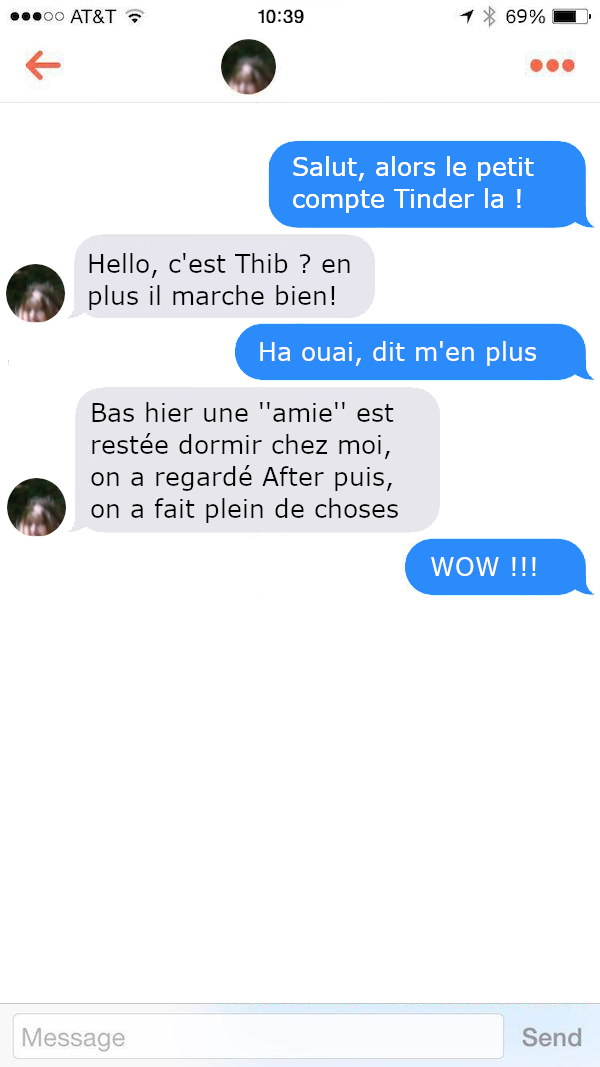 AT&T 10:39 69%
Salut, alors le petit
compte Tinder la !
Hello, c'est Thib ? en
plus il marche bien!
Ha ouai, dit m'en plus
Bas hier une ''amie'' est
restée dormir chez moi,
on a regardé After puis,
on a fait plein de choses
WOW !!!
Message Send